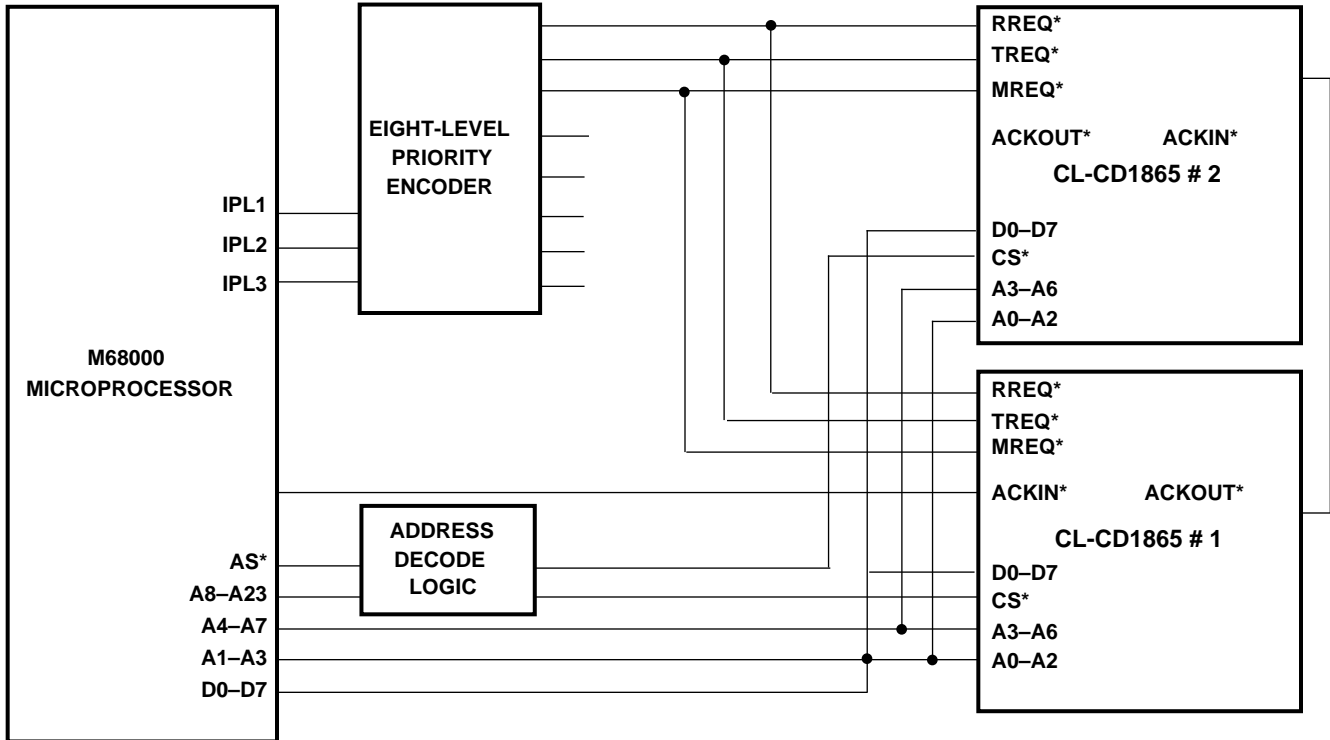 EIGHT-LEVEL
PRIORITY
ENCODER
IPL1
IPL2
IPL3
M68000
MICROPROCESSOR
AS*
A8–A23
A4–A7
A1–A3
D0–D7
ADDRESS
DECODE
LOGIC
RREQ*
TREQ*
MREQ*
ACKOUT* ACKIN*
CL-CD1865 # 2
D0–D7
CS*
A3–A6
A0–A2
RREQ*
TREQ*
MREQ*
ACKIN* ACKOUT*
CL-CD1865 # 1
D0–D7
CS*
A3–A6
A0–A2